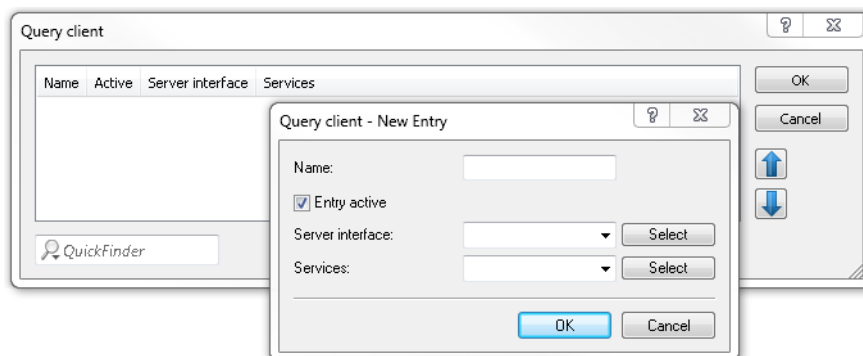 Query client
Name Active Server interface Services
OK
Cancel
QuickFinder
Query client - New Entry
Name:
Entry active
Server interface:
Select
Services:
Select
OK
Cancel